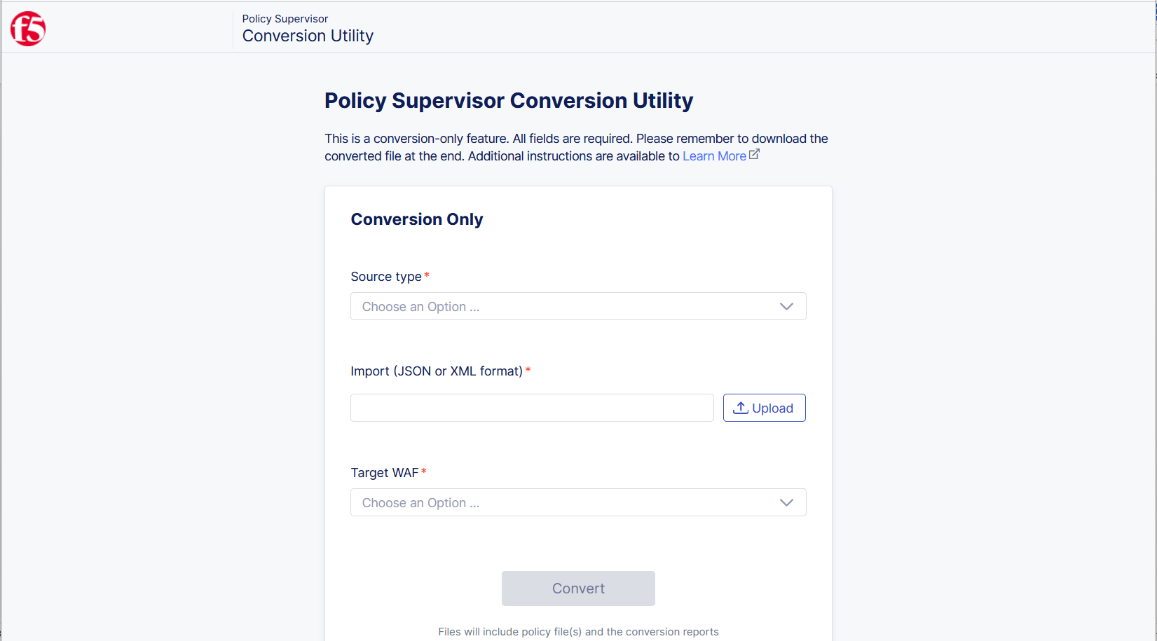 f5
Policy Supervisor
Conversion Utility
Policy Supervisor Conversion Utility
This is a conversion-only feature. All fields are required. Please remember to download the
converted file at the end. Additional instructions are available to Learn More
Conversion Only
Source type*
Choose an Option ...
Import (JSON or XML format)*
Upload
Target WAF*
Choose an Option ...
Convert
Files will include policy file(s) and the conversion reports